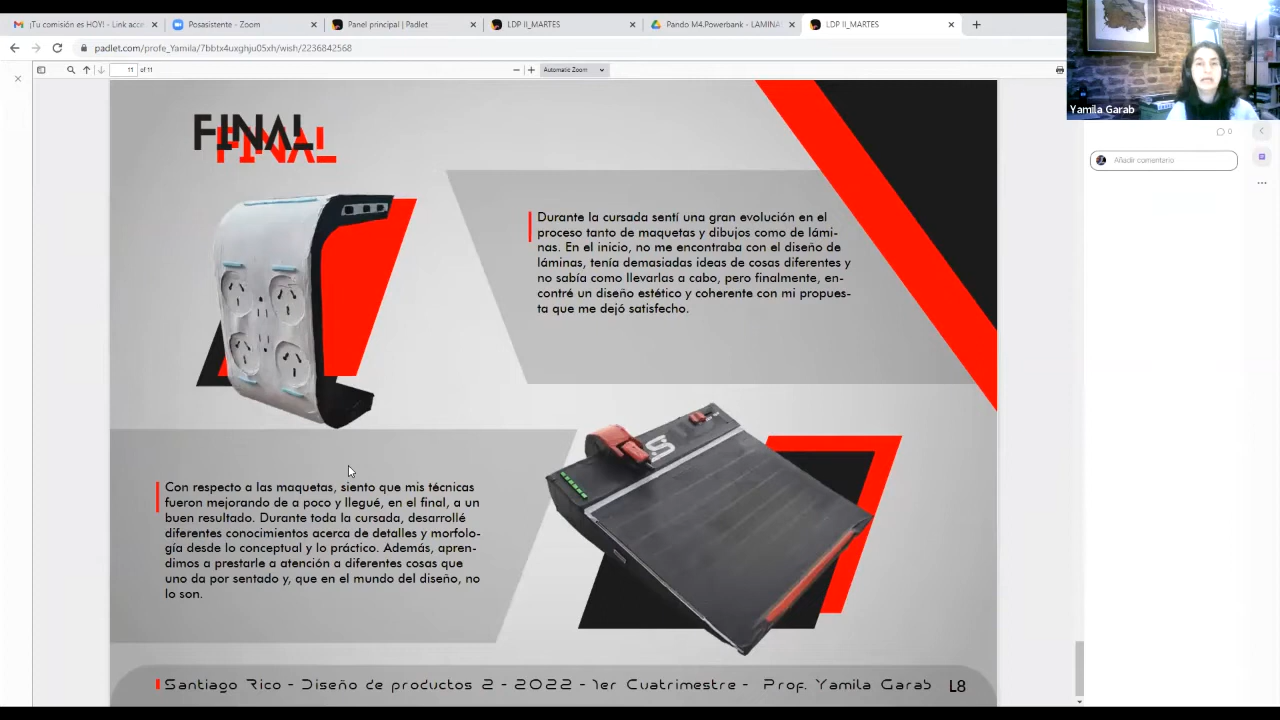 ¡Tu comisión es HOY! - Link acce
Posasistente - Zoom
Panel principal | Padlet
LDP II_MARTES
Pando M4.Powerbank - LAMINA
LDP II_MARTES
padlet.com/profe_Yamila/7bbtx4uxghju05xh/wish/2236842568
11 of 11
Automatic Zoom
Yamila Garab
0
Añadir comentario
FINAL
FINAL
Durante la cursada sentí una gran evolución en el
proceso tanto de maquetas y dibujos como de lámi-
nas. En el inicio, no me encontraba con el diseño de
láminas, tenía demasiadas ideas de cosas diferentes y
no sabía como llevarlas a cabo, pero finalmente, en-
contré un diseño estético y coherente con mi propues-
ta que me dejó satisfecho.
Con respecto a las maquetas, siento que mis técnicas
fueron mejorando de a poco y llegué, en el final, a un
buen resultado. Durante toda la cursada, desarrollé
diferentes conocimientos acerca de detalles y morfolo-
gía desde lo conceptual y lo práctico. Además, apren-
dimos a prestarle a atención a diferentes cosas que
uno da por sentado y, que en el mundo del diseño, no
lo son.
Santiago Rico - Diseño de productos 2 - 2022 - 1er Cuatrimestre - Prof. Yamila Garab L8